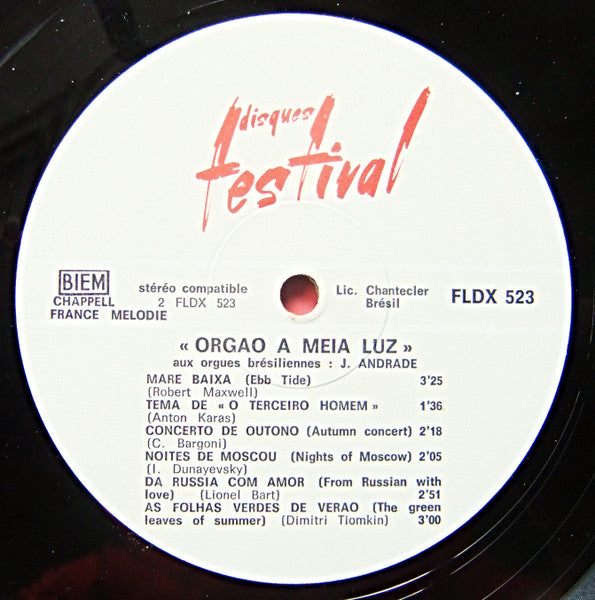 disques
festival
BIEM
CHAPPELL
FRANCE MELODIE
stéréo compatible
2 FLDX 523
Lic. Chantecler
Brésil
FLDX 523
« ORGAO A MEIA LUZ »
aux orgues brésiliennes : J. ANDRADE
MARE BAIXA (Ebb Tide) 3'25
(Robert Maxwell)
TEMA DE « O TERCEIRO HOMEM » 1'36
(Anton Karas)
CONCERTO DE OUTONO (Autumn concert) 2'18
(C. Bargoni)
NOITES DE MOSCOU (Nights of Moscow) 2'05
(I. Dunayevsky)
DA RUSSIA COM AMOR (From Russian with
love) (Lionel Bart) 2'51
AS FOLHAS VERDES DE VERAO (The green
leaves of summer) (Dimitri Tiomkin) 3'00